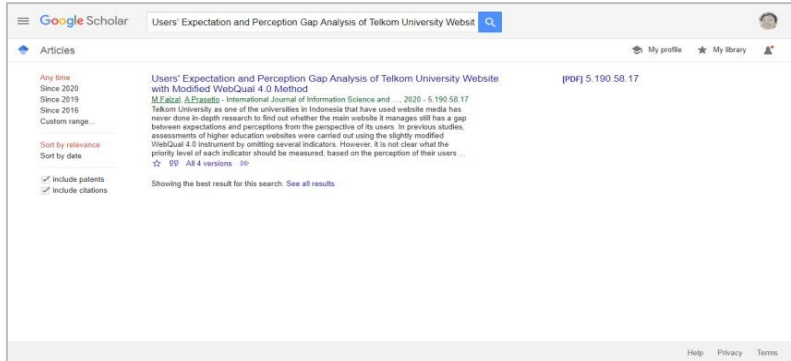 Google Scholar
Users' Expectation and Perception Gap Analysis of Telkom University Websit
Articles
My profile
My library
Any time
Since 2020
Since 2019
Since 2016
Custom range...
Sort by relevance
Sort by date
include patents
include citations
Users' Expectation and Perception Gap Analysis of Telkom University Website
with Modified WebQual 4.0 Method
M Faizal, A Prasetio - International Journal of Information Science and ..., 2020 - 5.190.58.17
Telkom University as one of the universities in Indonesia that have used website media has
never done in-depth research to find out whether the main website it manages still has a gap
between expectations and perceptions from the perspective of its users. In previous studies,
assessments of higher education websites were carried out using the slightly modified
WebQual 4.0 instrument by omitting several indicators. However, it is not clear what the
priority level of each indicator should be measured, based on the perception of their users ...
All 4 versions
Showing the best result for this search. See all results
[PDF] 5.190.58.17
Help Privacy Terms